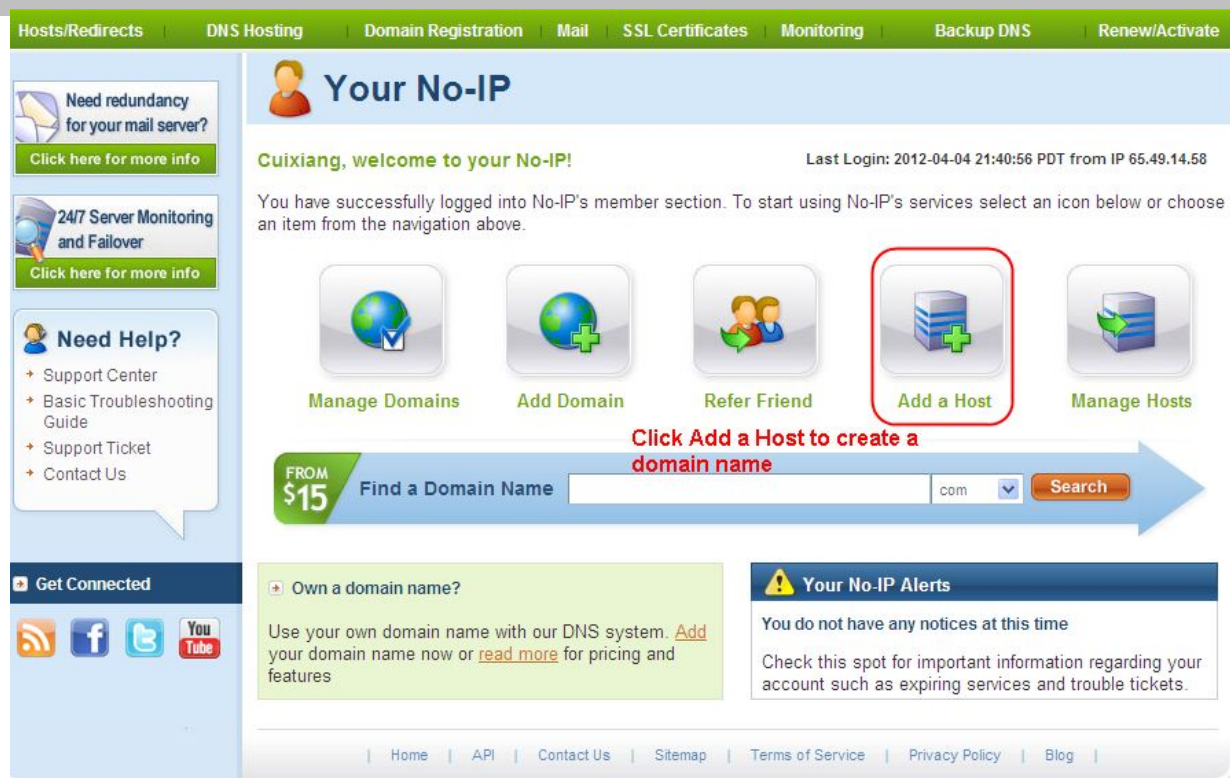 Hosts/Redirects | DNS Hosting | Domain Registration | Mail | SSL Certificates | Monitoring | Backup DNS | Renew/Activate
Need redundancy
for your mail server?
Click here for more info
24/7 Server Monitoring
and Failover
Click here for more info
Need Help?
Support Center
Basic Troubleshooting
Guide
Support Ticket
Contact Us
Get Connected
You
Tube
Your No-IP
Cuixiang, welcome to your No-IP!
Last Login: 2012-04-04 21:40:56 PDT from IP 65.49.14.58
You have successfully logged into No-IP's member section. To start using No-IP's services select an icon below or choose
an item from the navigation above.
Manage Domains
Add Domain
Refer Friend
Add a Host
Manage Hosts
Click Add a Host to create a
domain name
FROM
$15
Find a Domain Name
com
Search
Own a domain name?
Use your own domain name with our DNS system. Add
your domain name now or read more for pricing and
features
Your No-IP Alerts
You do not have any notices at this time
Check this spot for important information regarding your
account such as expiring services and trouble tickets.
| Home | API | Contact Us | Sitemap | Terms of Service | Privacy Policy | Blog |